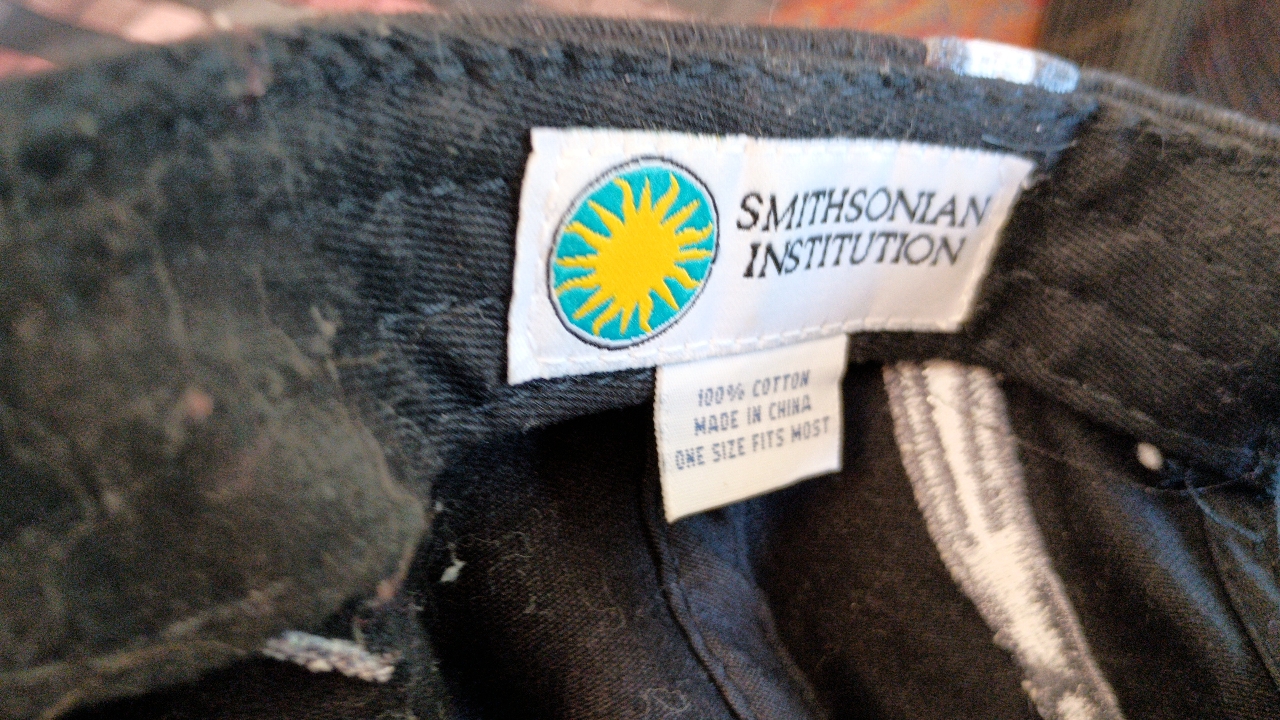 SMITHSONIAN
INSTITUTION
100% COTTON
MADE IN CHINA
ONE SIZE FITS MOST